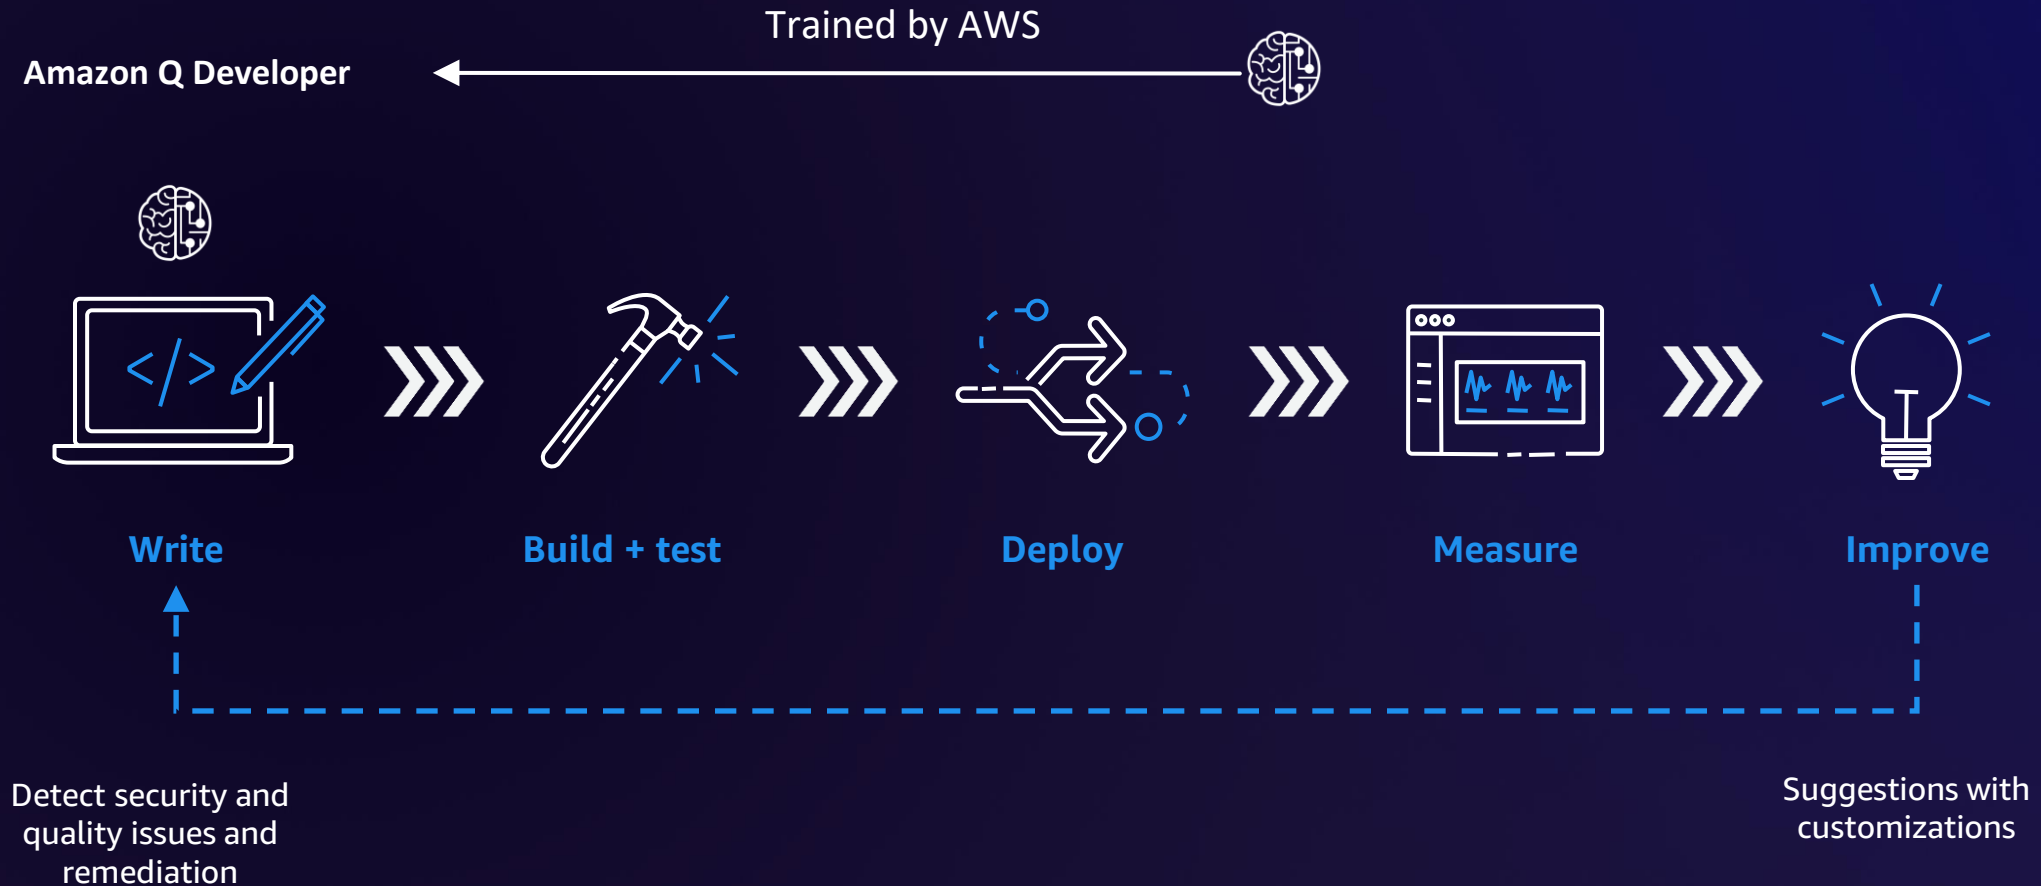 Trained by AWS
Amazon Q Developer
</>
Write
Build + test
Deploy
Measure
Improve
Detect security and
quality issues and
remediation
Suggestions with
customizations